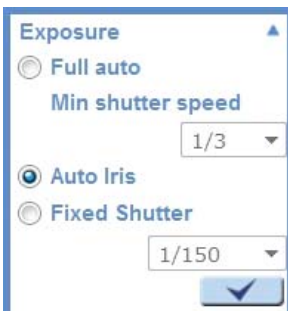 Exposure
Full auto
Min shutter speed
1/3
Auto Iris
Fixed Shutter
1/150